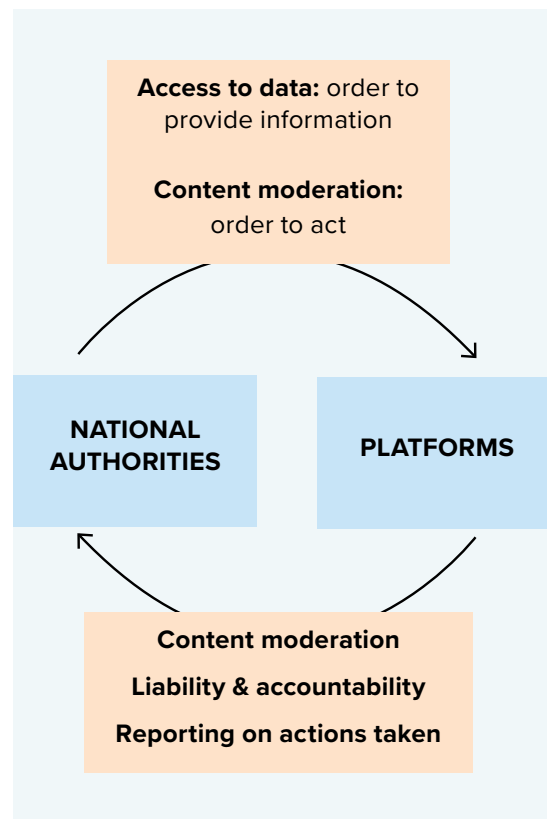 Access to data: order to
provide information
Content moderation:
order to act
NATIONAL
AUTHORITIES
PLATFORMS
Content moderation
Liability & accountability
Reporting on actions taken